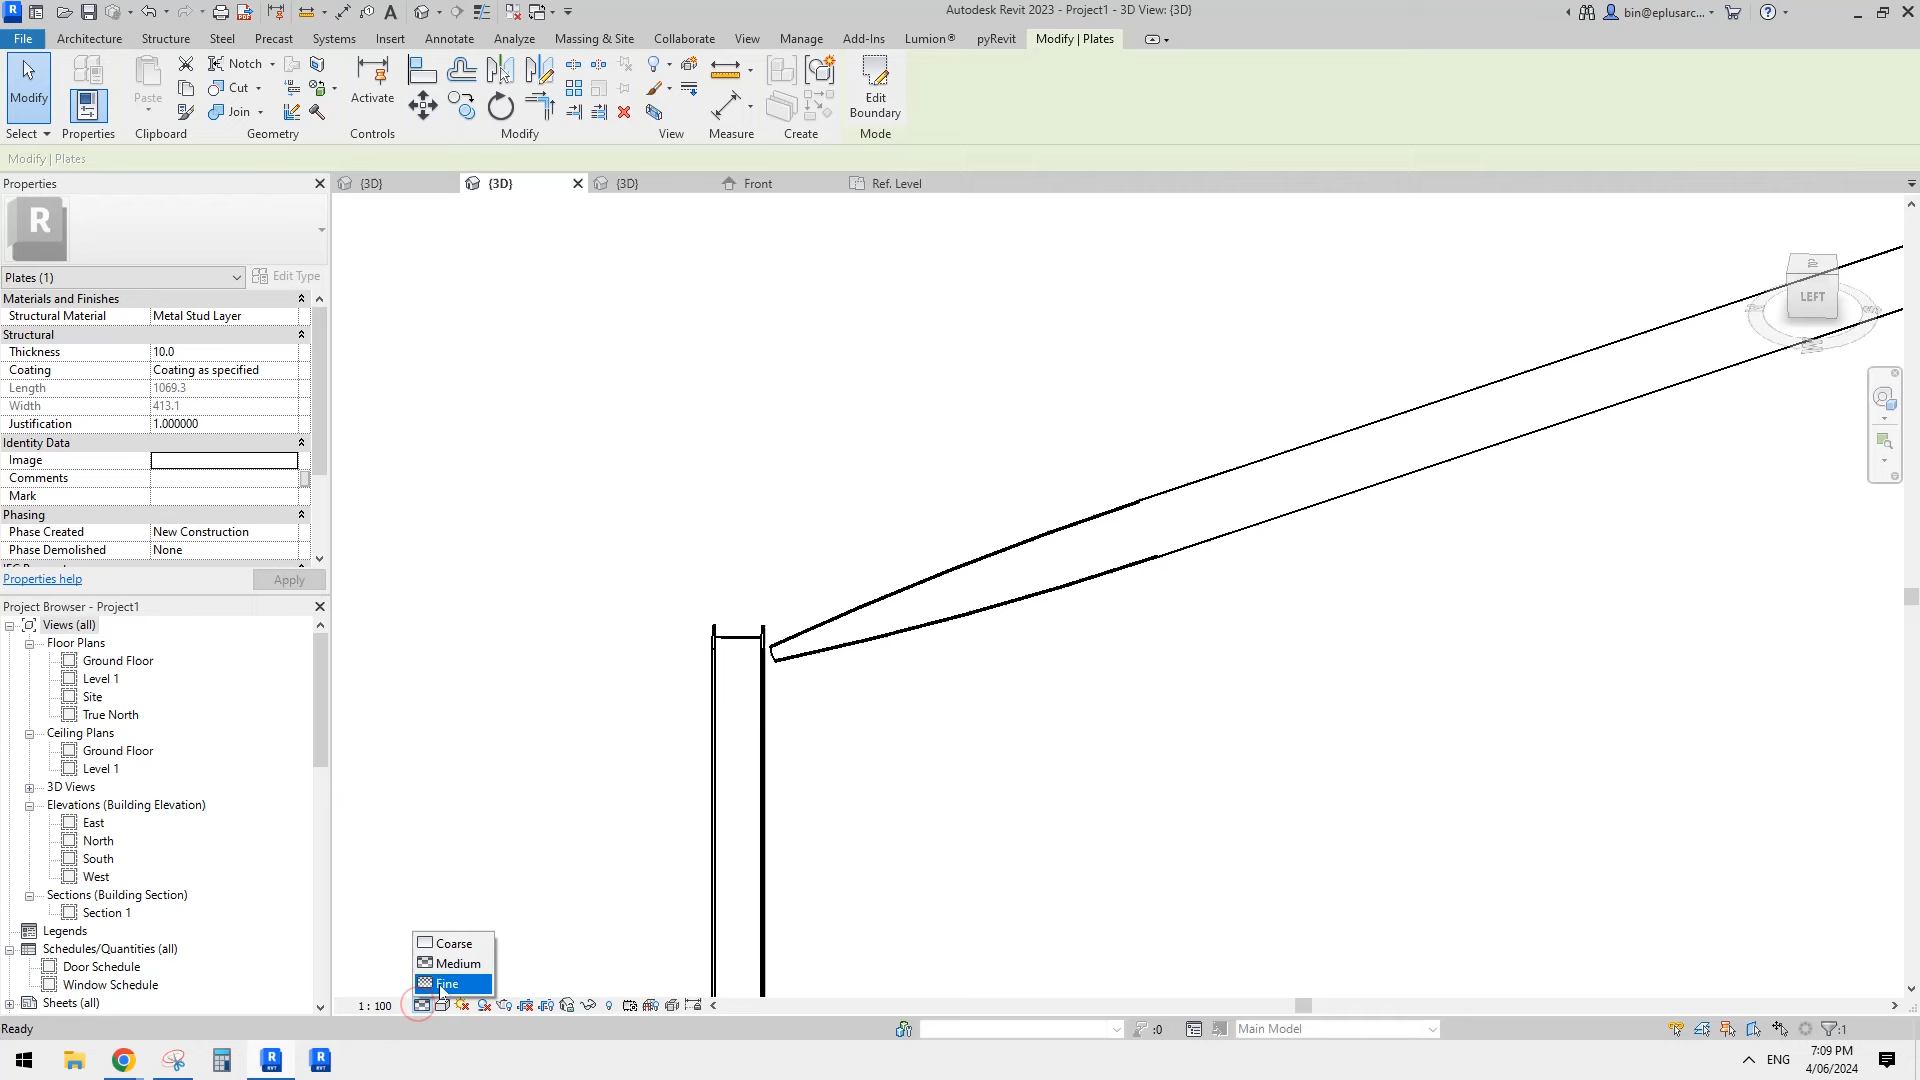 Autodesk Revit 2023 - Project1 - 3D View: {3D}
bin@eplusarc...
File Architecture Structure Steel Precast Systems Insert Annotate Analyze Massing & Site Collaborate View Manage Add-Ins Lumion® pyRevit Modify | Plates
Modify
Paste
Notch
Cut
Join
Activate
Edit
Boundary
Select Properties Clipboard Geometry Controls Modify View Measure Create Mode
Modify | Plates
Properties
{3D} {3D} {3D} Front Ref. Level
R
Plates (1) Edit Type
Materials and Finishes
Structural Material Metal Stud Layer
Structural
Thickness 10.0
Coating Coating as specified
Length 1069.3
Width 413.1
Justification 1.000000
Identity Data
Image
Comments
Mark
Phasing
Phase Created New Construction
Phase Demolished None
Properties help Apply
LEFT
Project Browser - Project1
Views (all)
Floor Plans
Ground Floor
Level 1
Site
True North
Ceiling Plans
Ground Floor
Level 1
3D Views
Elevations (Building Elevation)
East
North
South
West
Sections (Building Section)
Section 1
Legends
Schedules/Quantities (all)
Door Schedule
Window Schedule
Sheets (all)
Coarse
Medium
Fine
1 : 100
Ready
:0
Main Model
:1
ENG
7:09 PM
4/06/2024